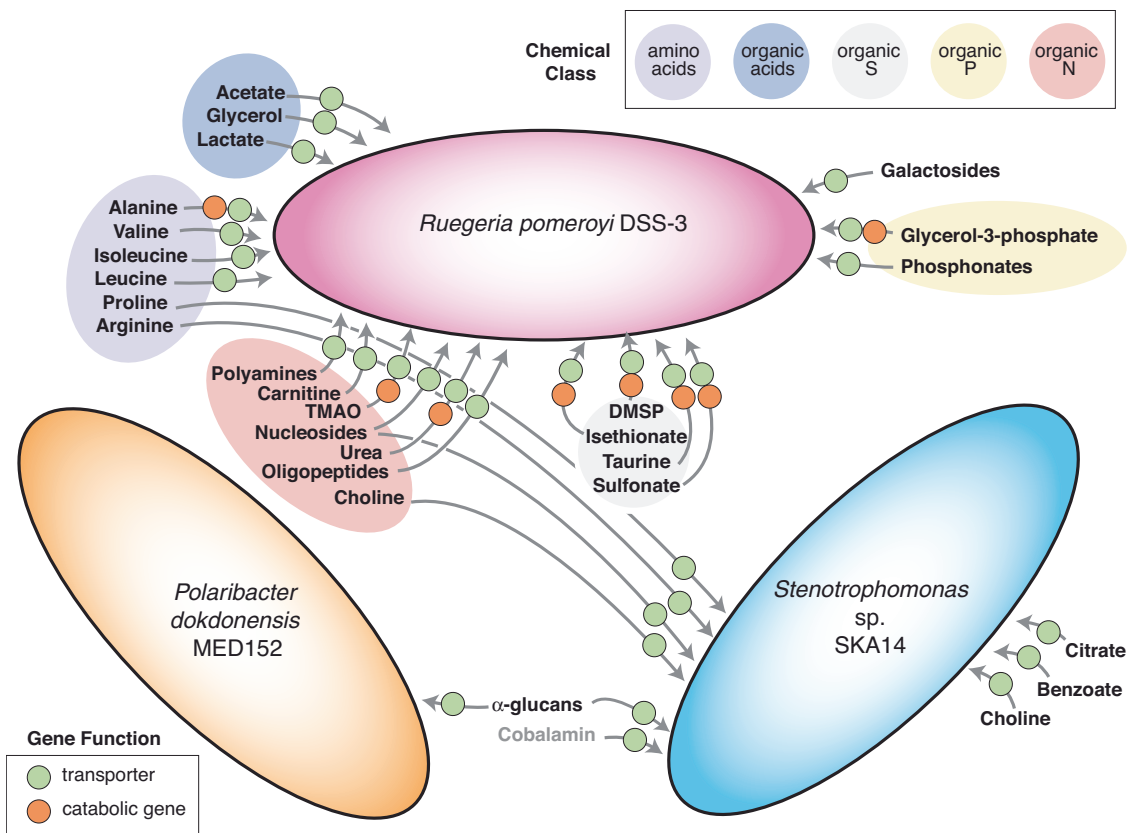 Chemical
Class
amino
acids
organic
acids
organic
S
organic
P
organic
N
Acetate
Glycerol
Lactate
Alanine
Valine
Isoleucine
Leucine
Proline
Arginine
Ruegeria pomeroyi DSS-3
Galactosides
Glycerol-3-phosphate
Phosphonates
Polyamines
Carnitine
TMAO
Nucleosides
Urea
Oligopeptides
Choline
DMSP
Isethionate
Taurine
Sulfonate
Polaribacter
dokdonensis
MED152
Stenotrophomonas
sp.
SKA14
Citrate
Benzoate
Choline
α-glucans
Cobalamin
Gene Function
transporter
catabolic gene